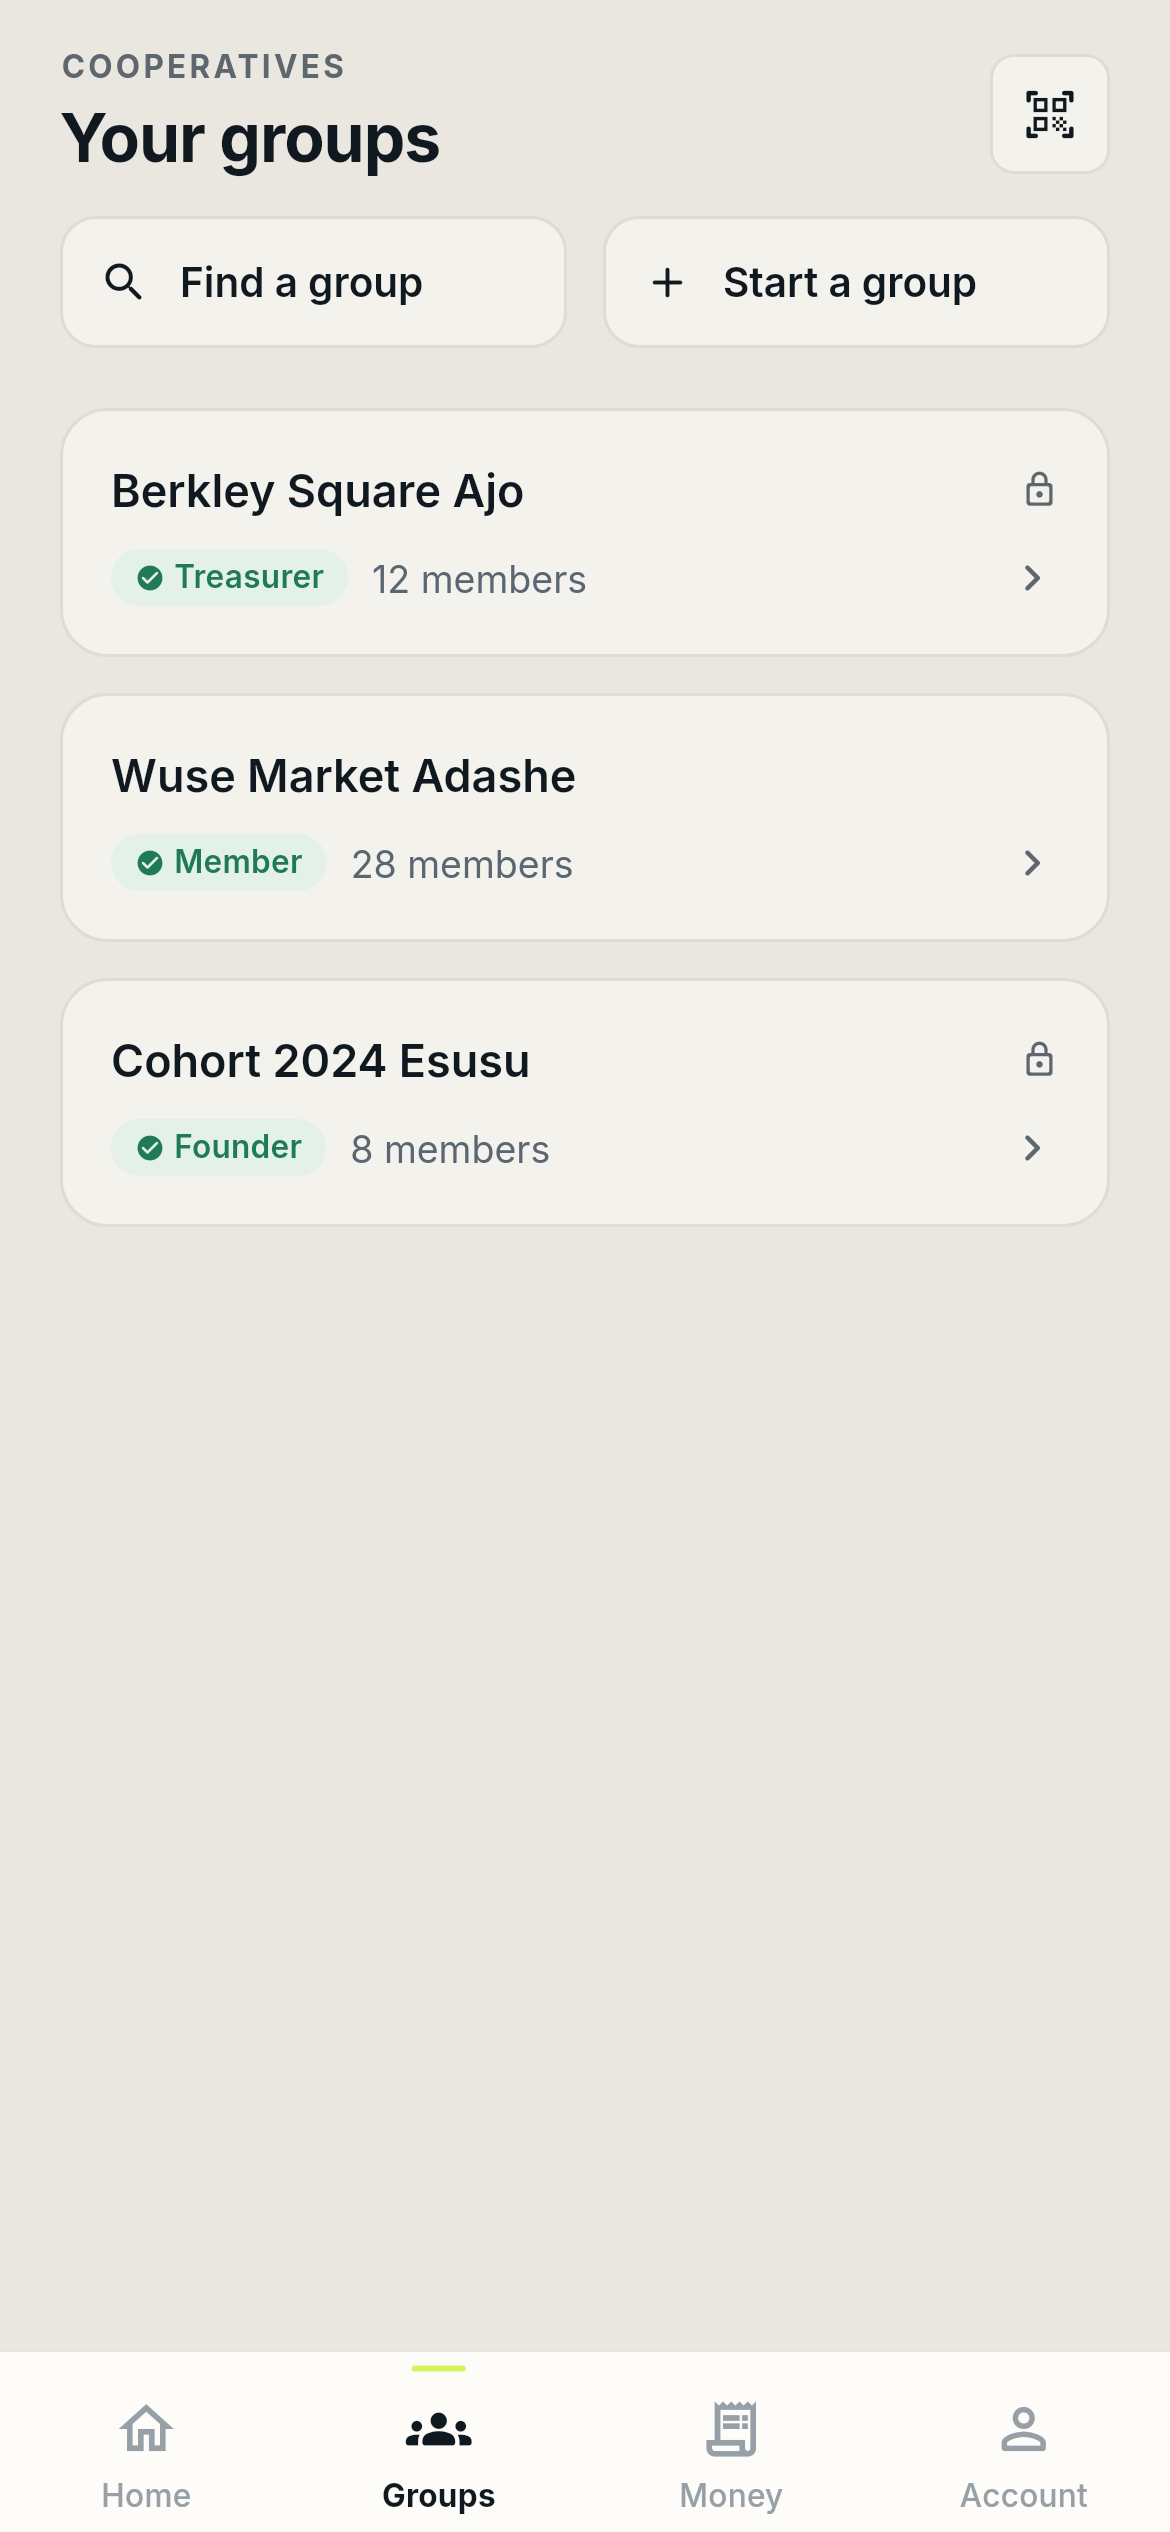 COOPERATIVES
Your groups
Find a group
Start a group
Berkley Square Ajo
Treasurer 12 members
Wuse Market Adashe
Member 28 members
Cohort 2024 Esusu
Founder 8 members
Home Groups Money Account